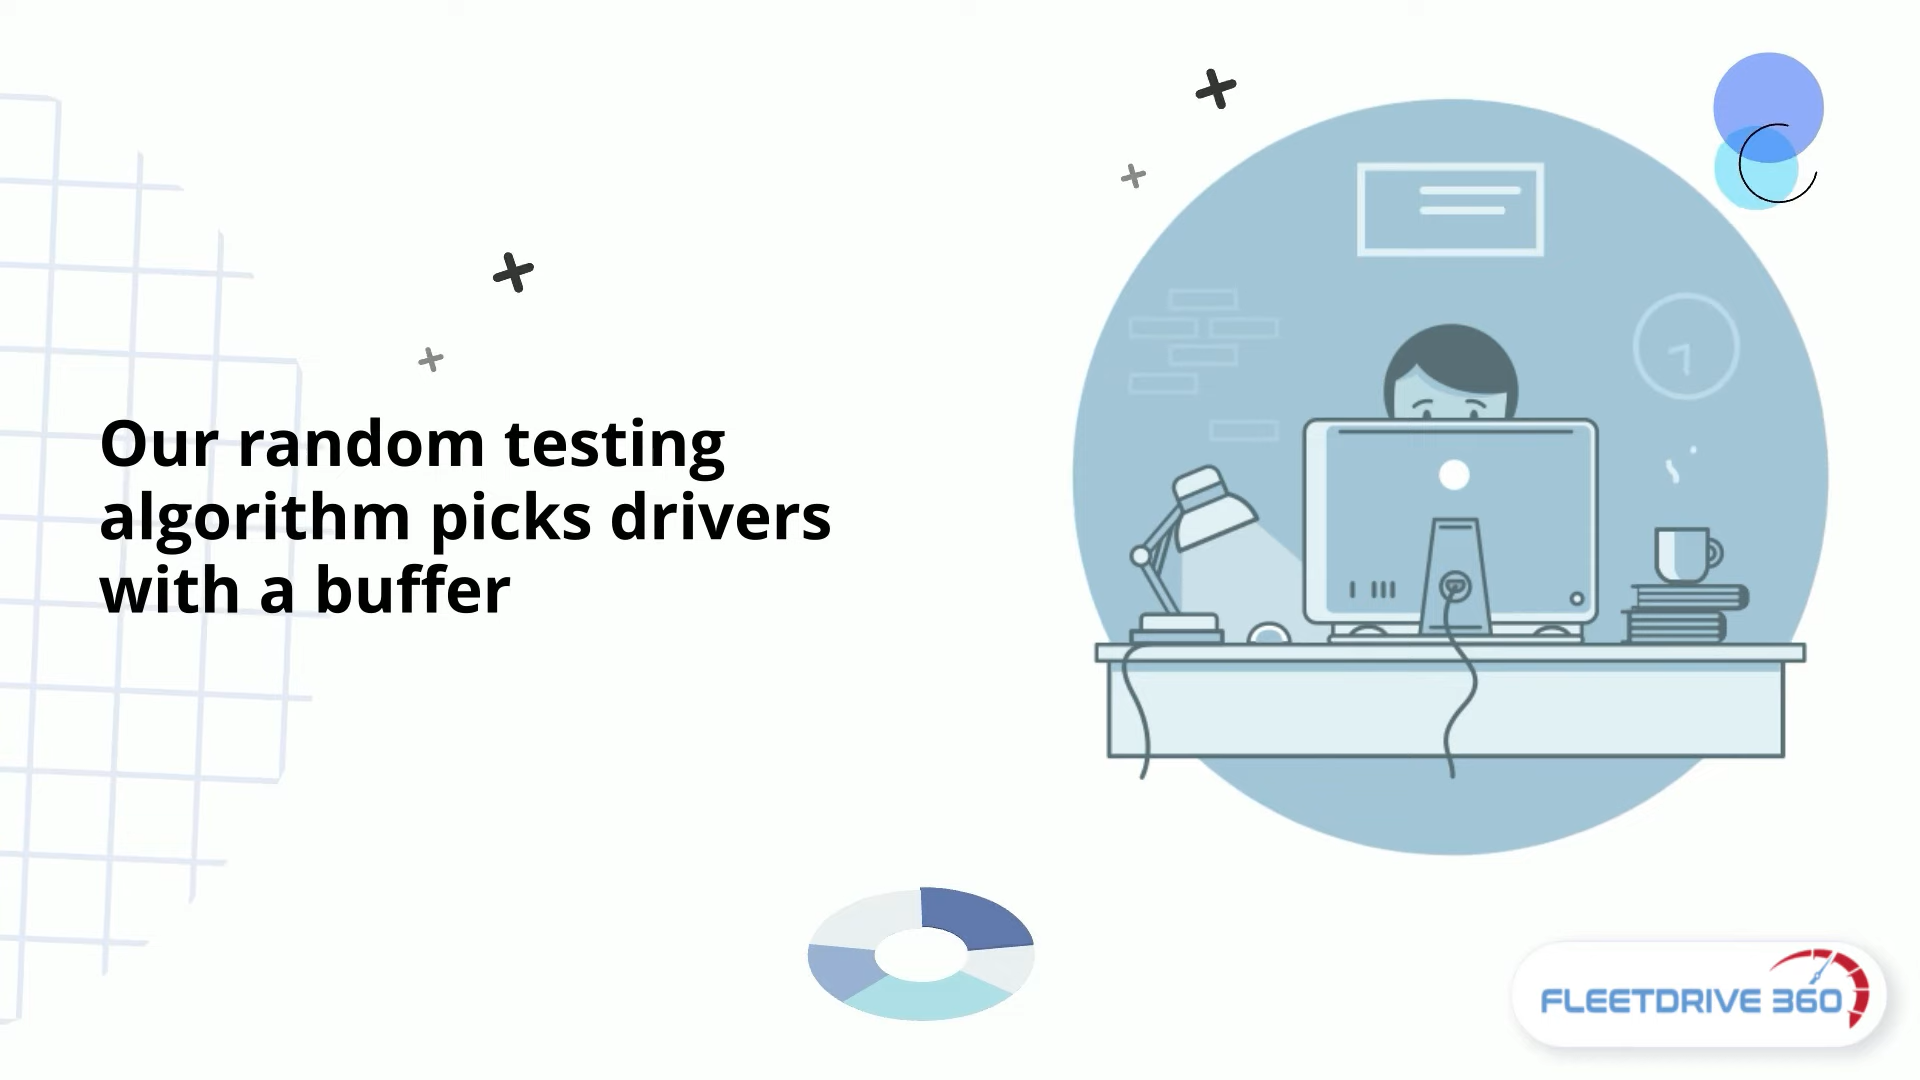 Our random testing
algorithm picks drivers
with a buffer
FLEETDRIVE 360